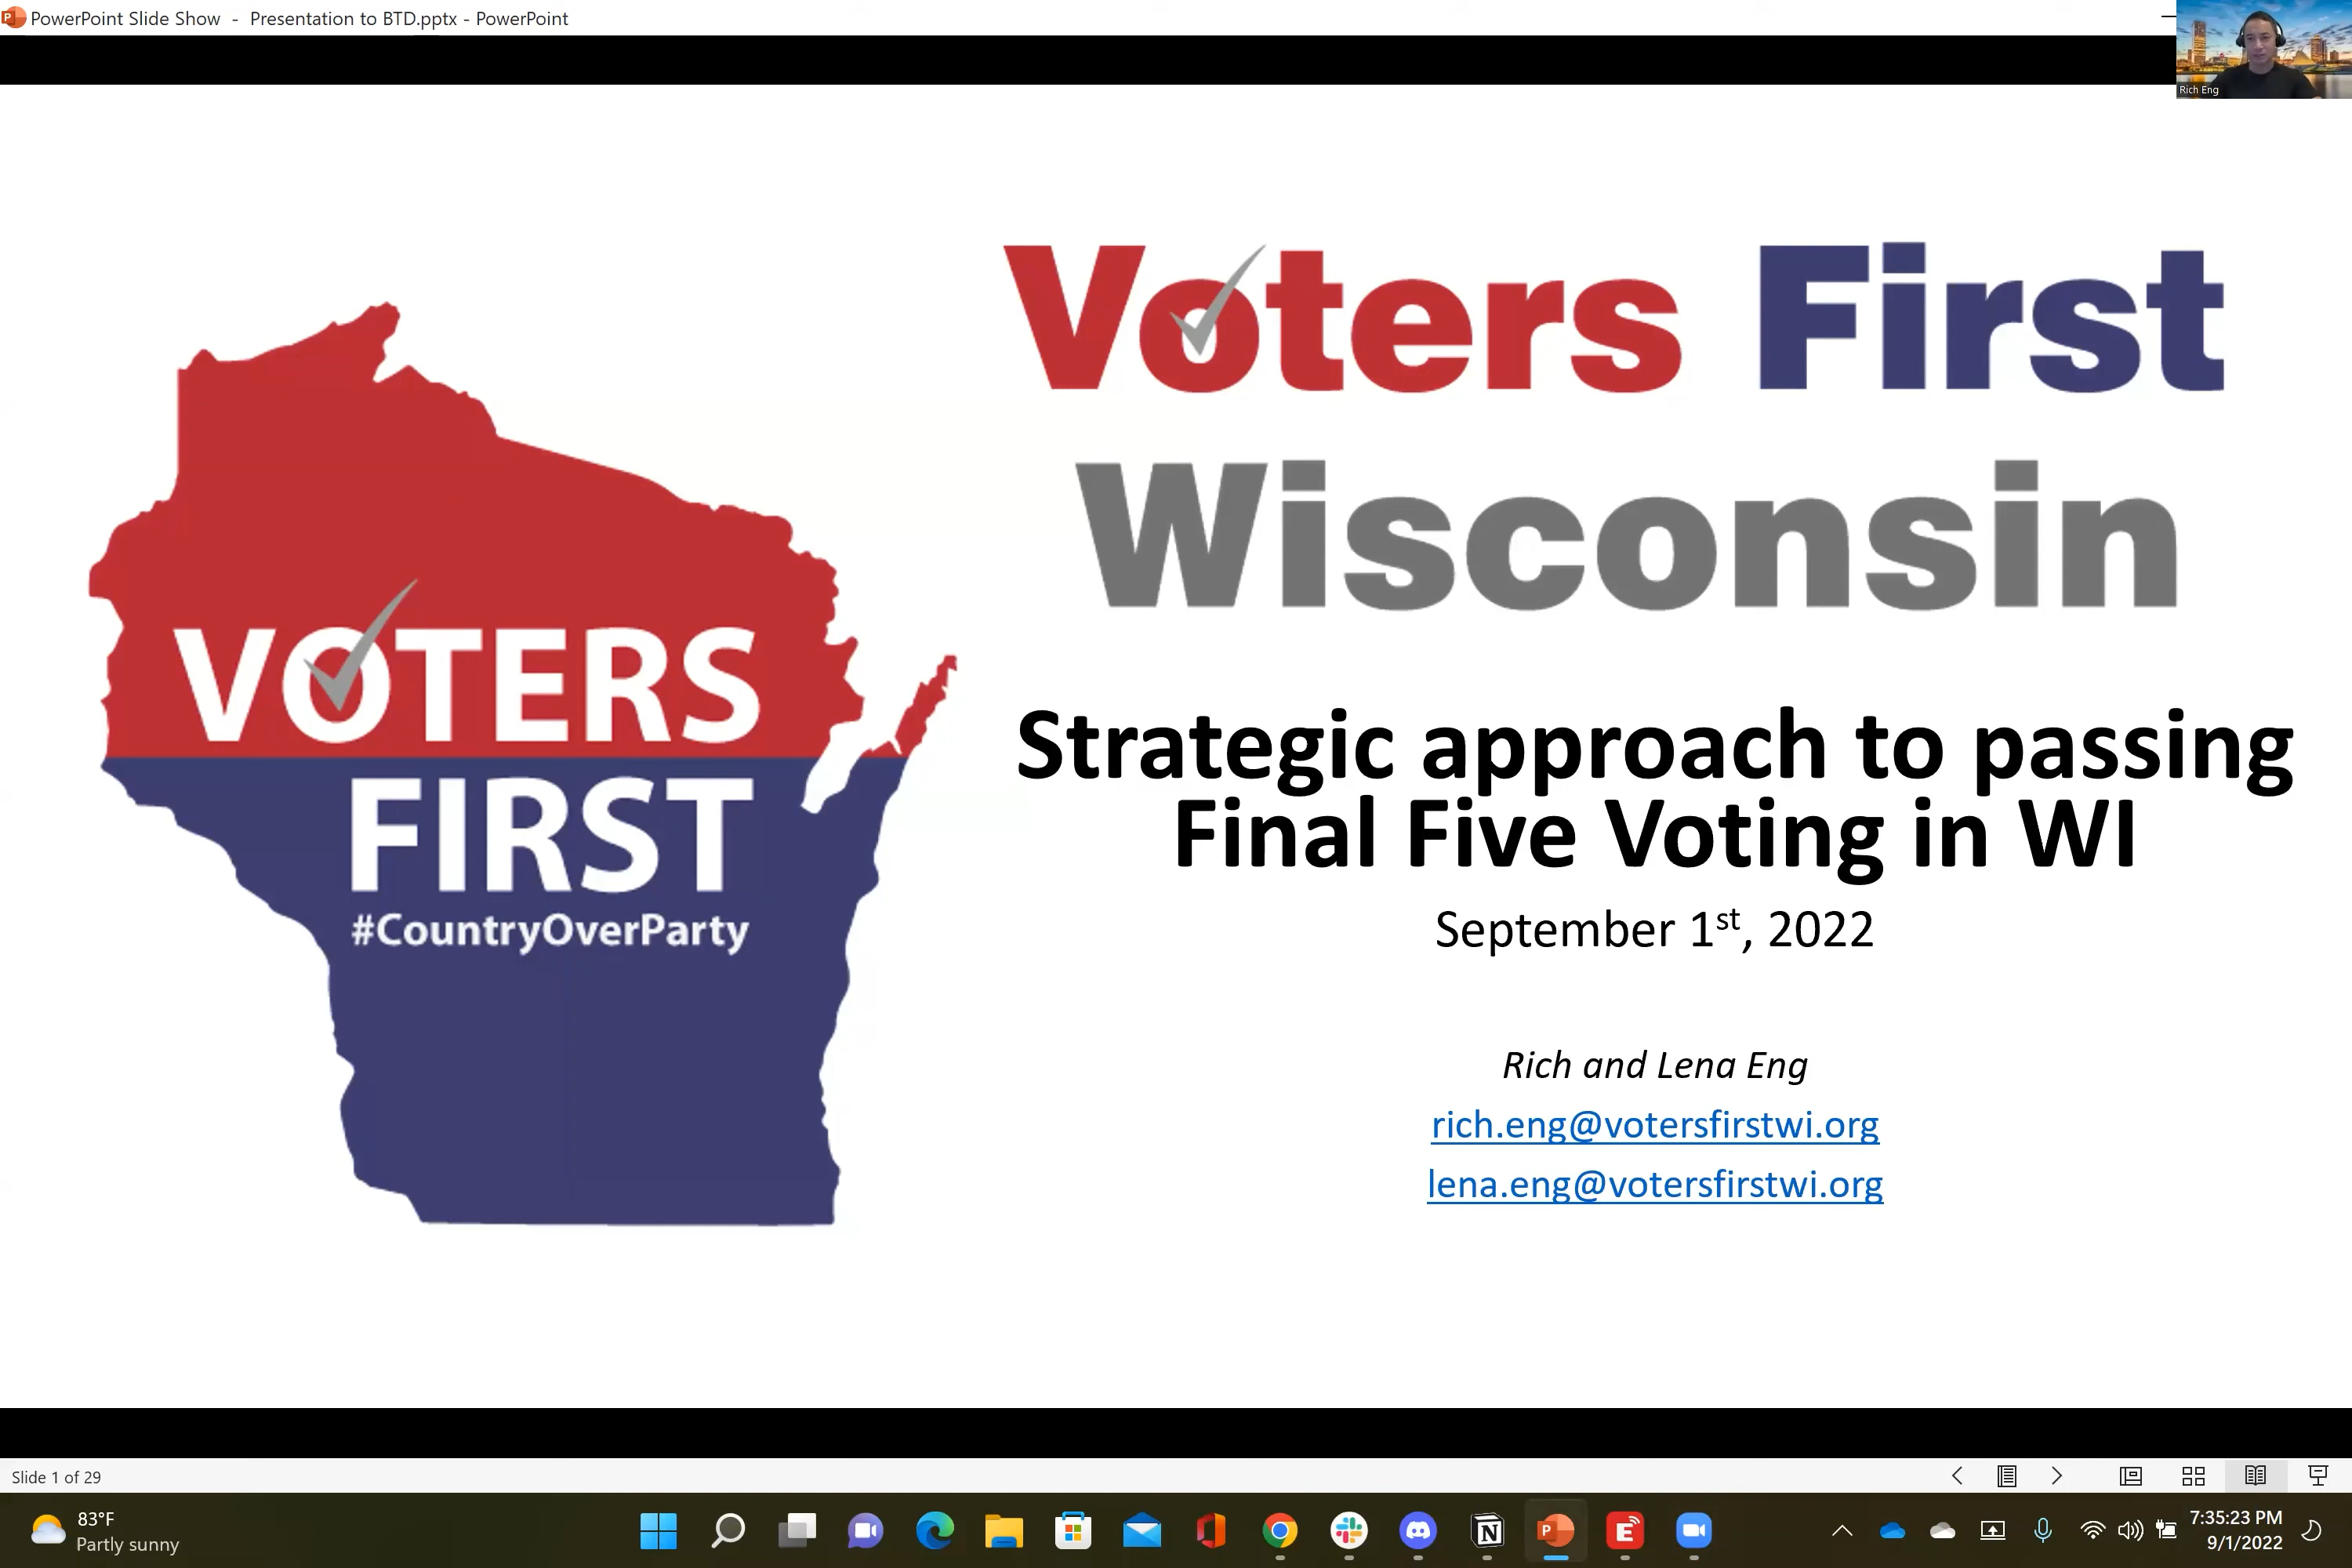 PowerPoint Slide Show - Presentation to BTD.pptx - PowerPoint
Rich Eng
Voters First
Wisconsin
VOTERS
FIRST
#CountryOverParty
Strategic approach to passing
Final Five Voting in WI
September 1st, 2022
Rich and Lena Eng
rich.eng@votersfirstwi.org
lena.eng@votersfirstwi.org
Slide 1 of 29
83°F
Partly sunny
7:35:23 PM
9/1/2022